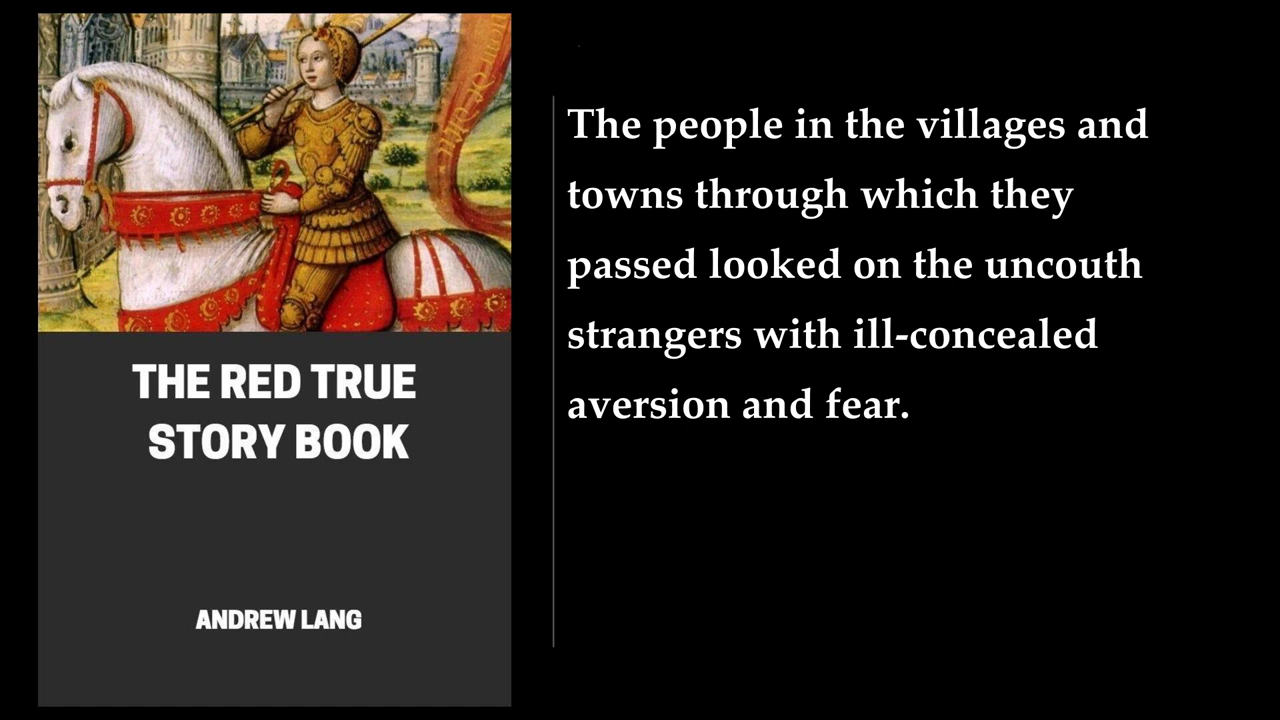 THE RED TRUE
STORY BOOK
ANDREW LANG
The people in the villages and
towns through which they
passed looked on the uncouth
strangers with ill-concealed
aversion and fear.